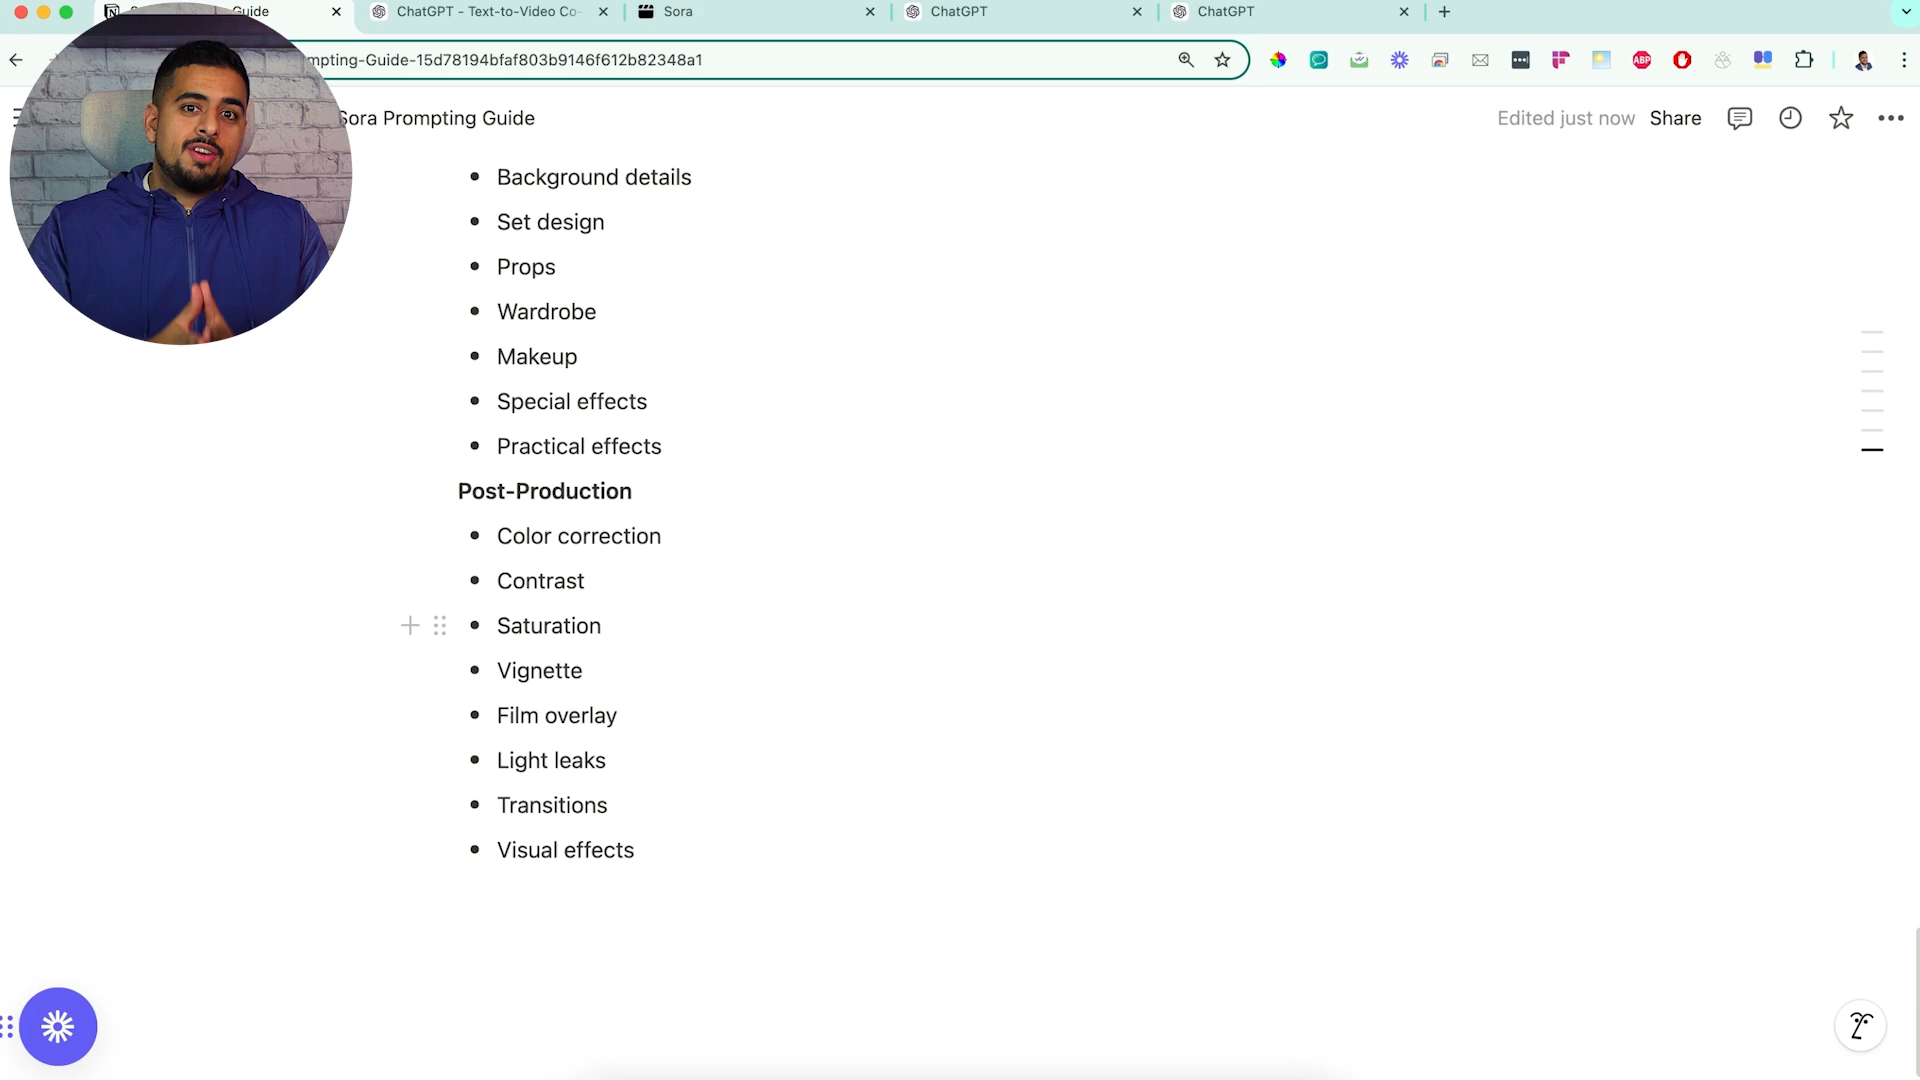 Guide
ChatGPT - Text-to-Video Co
Sora
ChatGPT
ChatGPT
mpting-Guide-15d78194bfaf803b9146f612b82348a1
ABP
Sora Prompting Guide
Edited just now
Share
• Background details
• Set design
• Props
• Wardrobe
• Makeup
• Special effects
• Practical effects
Post-Production
• Color correction
• Contrast
• Saturation
• Vignette
• Film overlay
• Light leaks
• Transitions
• Visual effects